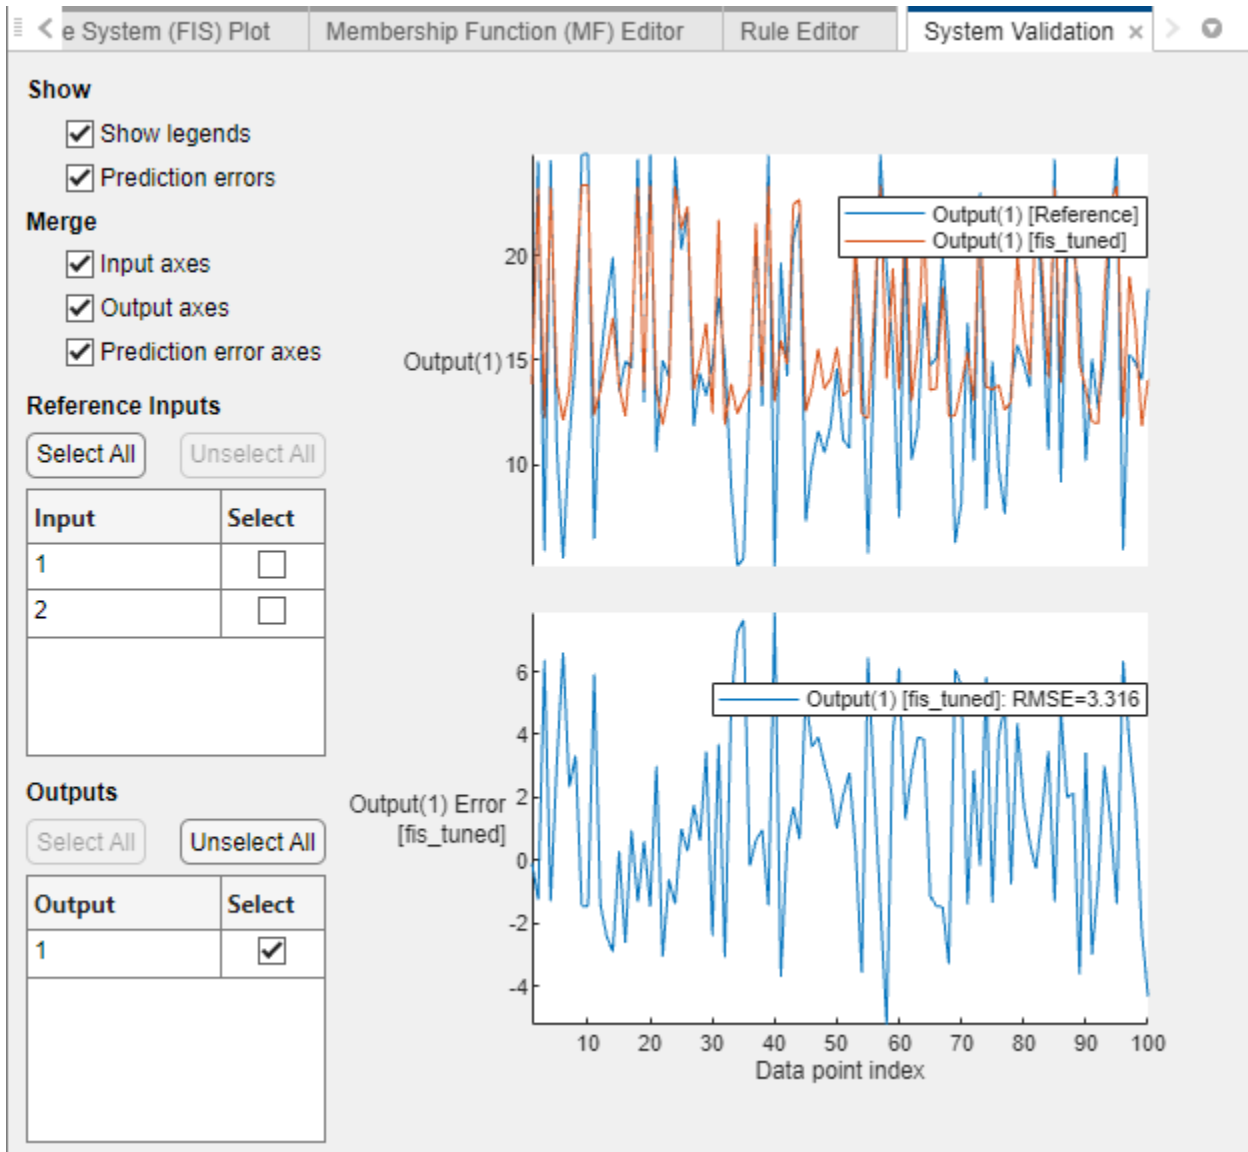 e System (FIS) Plot
Membership Function (MF) Editor
Rule Editor
System Validation ×
Show
Show legends
Prediction errors
Merge
Input axes
Output axes
Prediction error axes
Reference Inputs
Select All
Unselect All
Input Select
1
2
Outputs
Select All
Unselect All
Output Select
1
Output(1)
20
15
10
Output(1) [Reference]
Output(1) [fis_tuned]
Output(1) Error
[fis_tuned]
6
4
2
0
-2
-4
Output(1) [fis_tuned]: RMSE=3.316
10 20 30 40 50 60 70 80 90 100
Data point index